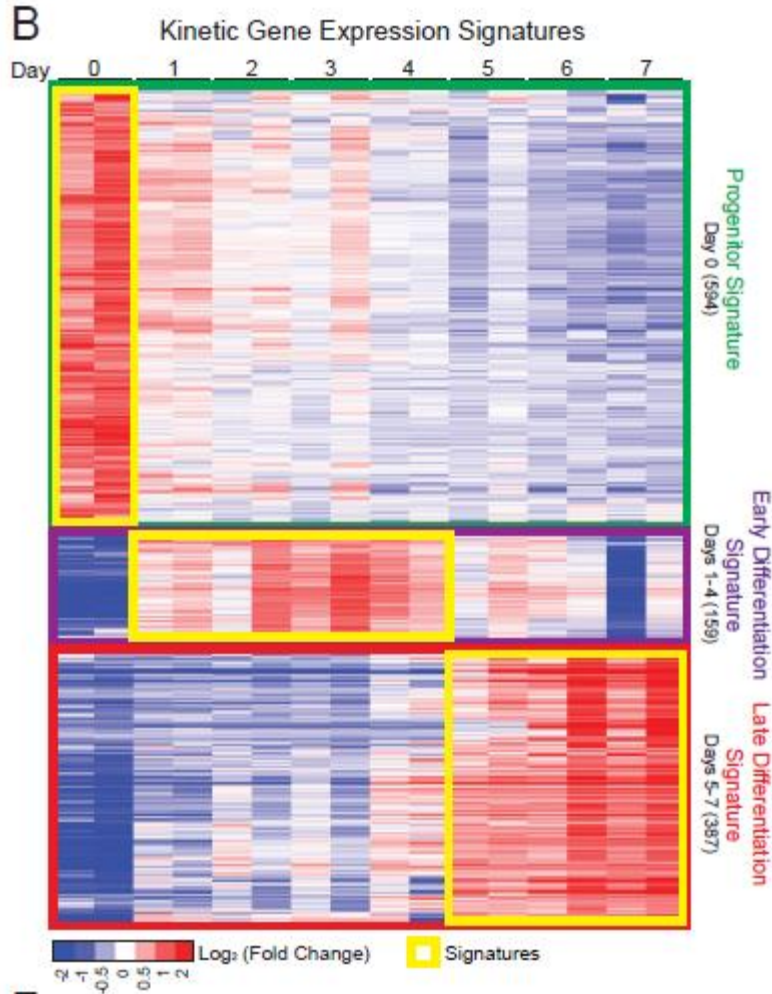 B
Kinetic Gene Expression Signatures
Day 0 1 2 3 4 5 6 7
Progenitor Signature
Day 0 (594)
Early Differentiation
Signature
Days 1-4 (159)
Late Differentiation
Signature
Days 5-7 (387)
-2 -1 -0.5 0 0.5 1 2
Log₂ (Fold Change)
Signatures